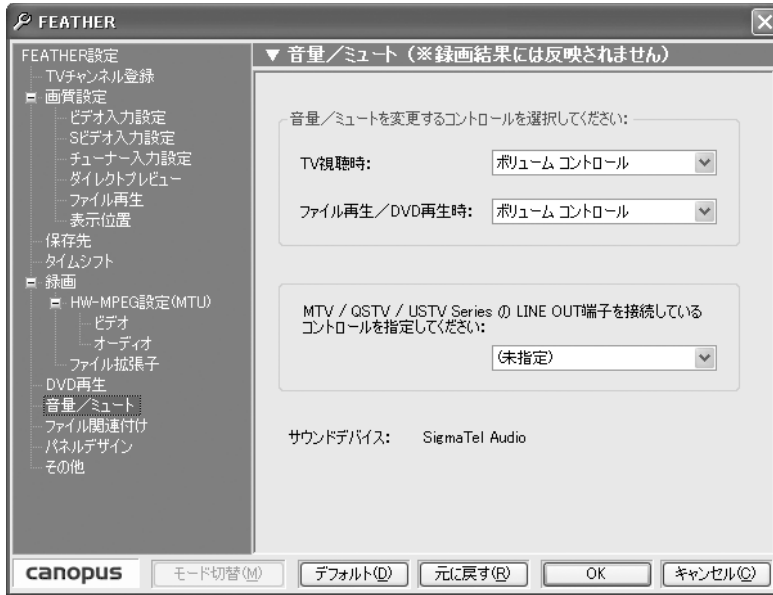 FEATHER
FEATHER設定
TVチャンネル登録
画質設定
ビデオ入力設定
Sビデオ入力設定
チューナー入力設定
ダイレクトプレビュー
ファイル再生
表示位置
保存先
タイムシフト
録画
HW-MPEG設定(MTU)
ビデオ
オーディオ
ファイル拡張子
DVD再生
音量／ミュート
ファイル関連付け
パネルデザイン
その他
▼ 音量／ミュート（※録画結果には反映されません）
音量／ミュートを変更するコントロールを選択してください:
TV視聴時: ボリューム コントロール
ファイル再生／DVD再生時: ボリューム コントロール
MTV / QSTV / USTV Series の LINE OUT端子を接続している
コントロールを指定してください:
(未指定)
サウンドデバイス: SigmaTel Audio
canopus モード切替(M) デフォルト(D) 元に戻す(R) OK キャンセル(C)